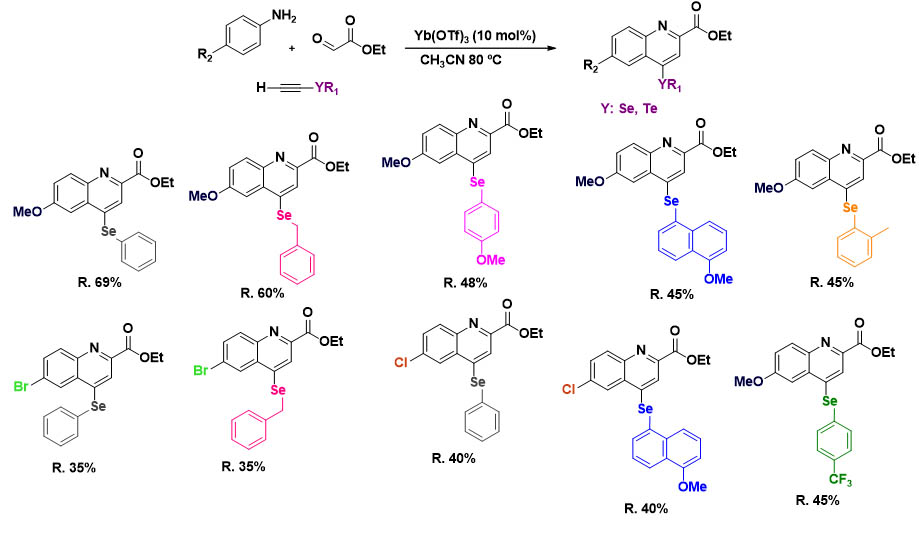 NH2
R2
+
O
O
OEt
H
YR1
Yb(OTf)3 (10 mol%)
CH3CN 80 ºC
N
O
OEt
R2
YR1
Y: Se, Te
MeO
N
O
OEt
Se
R. 69%
MeO
N
O
OEt
Se
R. 60%
MeO
N
O
OEt
Se
OMe
R. 48%
MeO
N
O
OEt
Se
OMe
R. 45%
MeO
N
O
OEt
Se
R. 45%
Br
N
O
OEt
Se
R. 35%
Br
N
O
OEt
Se
R. 35%
Cl
N
O
OEt
Se
R. 40%
Cl
N
O
OEt
Se
OMe
R. 40%
MeO
N
O
OEt
Se
CF3
R. 45%